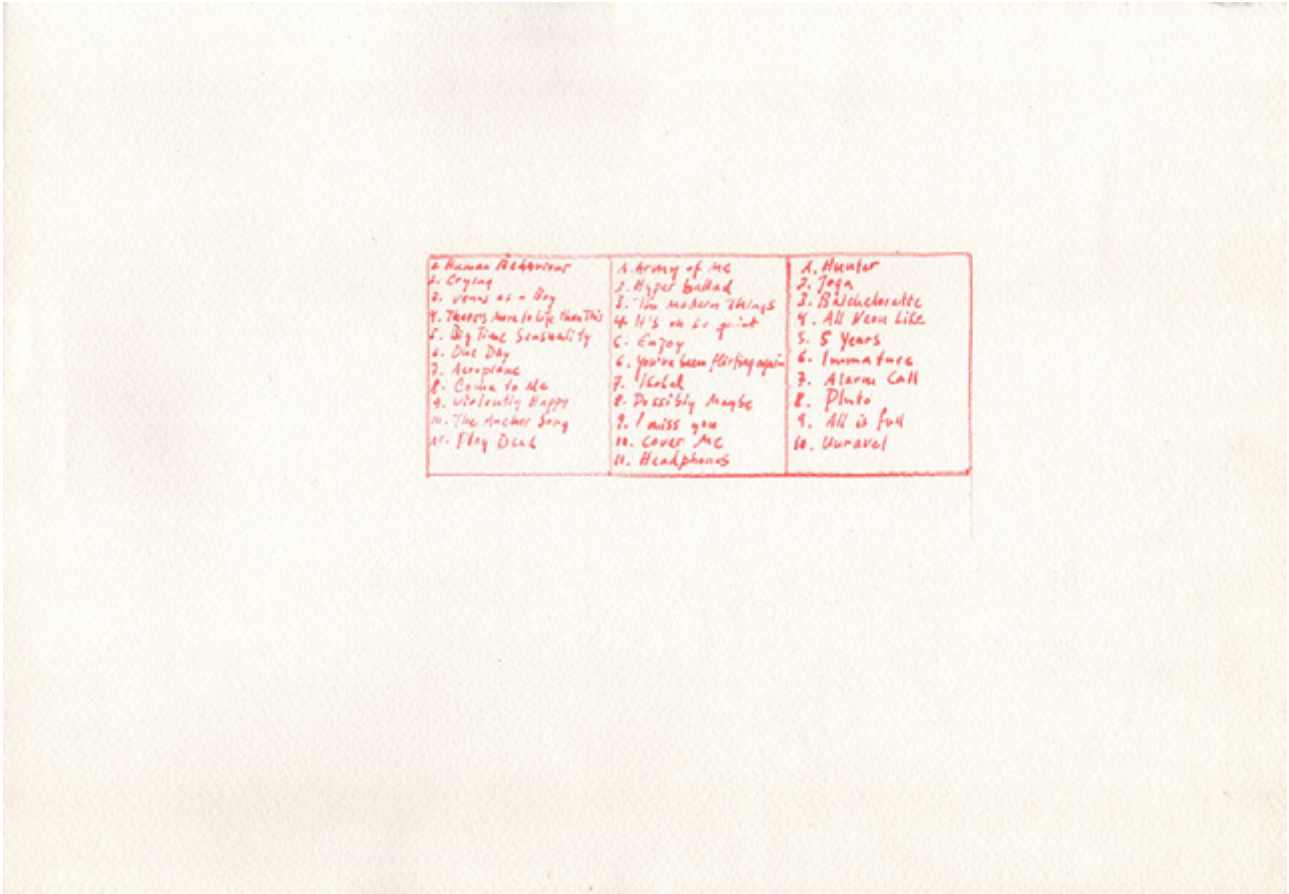 1. Human Behaviour
2. Crying
3. Venus as a Boy
4. There's more to Life Than This
5. Big Time Sensuality
6. One Day
7. Aeroplane
8. Come to Me
9. Violently Happy
10. The Anchor Song
11. Play Dead
1. Army of Me
2. Hyper Ballad
3. The Modern Things
4. It's oh so quiet
5. Enjoy
6. You've been flirting again
7. Isobel
8. Possibly Maybe
9. I miss you
10. Cover Me
11. Headphones
1. Hunter
2. Joga
3. Batchelorette
4. All Neon Like
5. 5 Years
6. Immature
7. Alarm Call
8. Pluto
9. All is full
10. Unravel